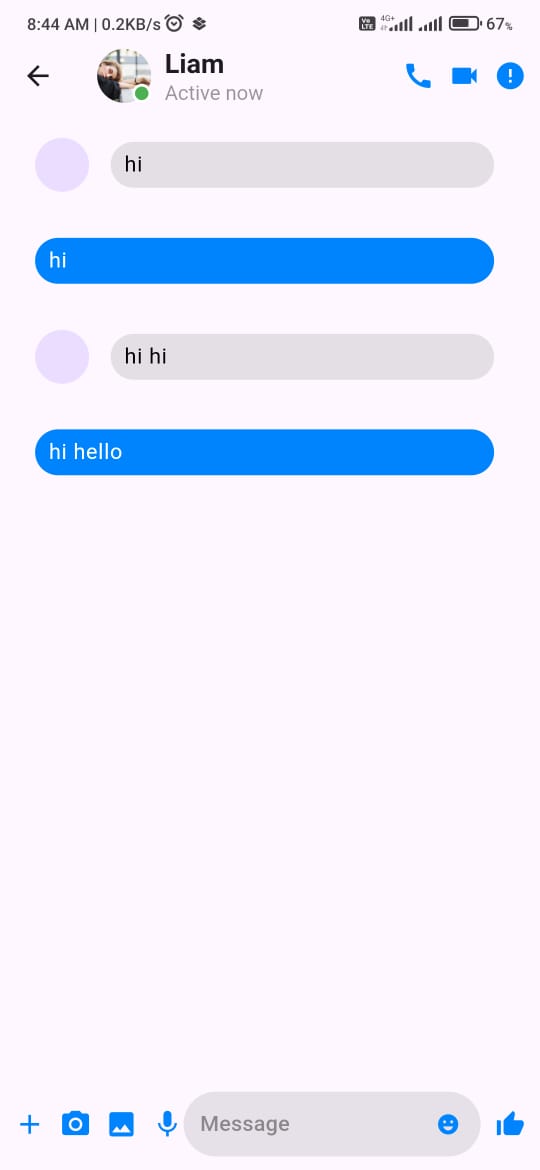 8:44 AM | 0.2KB/s
Vo LTE 4G+ 67%
Liam
Active now
hi
hi
hi hi
hi hello
Message